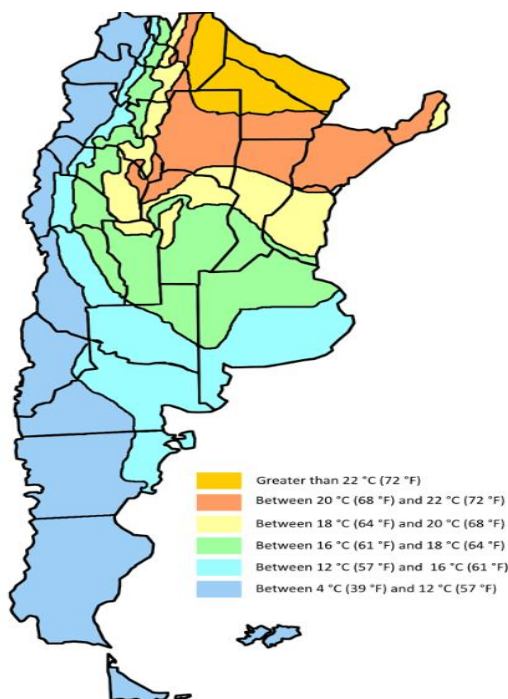 Greater than 22 °C (72 °F)
Between 20 °C (68 °F) and 22 °C (72 °F)
Between 18 °C (64 °F) and 20 °C (68 °F)
Between 16 °C (61 °F) and 18 °C (64 °F)
Between 12 °C (57 °F) and 16 °C (61 °F)
Between 4 °C (39 °F) and 12 °C (57 °F)